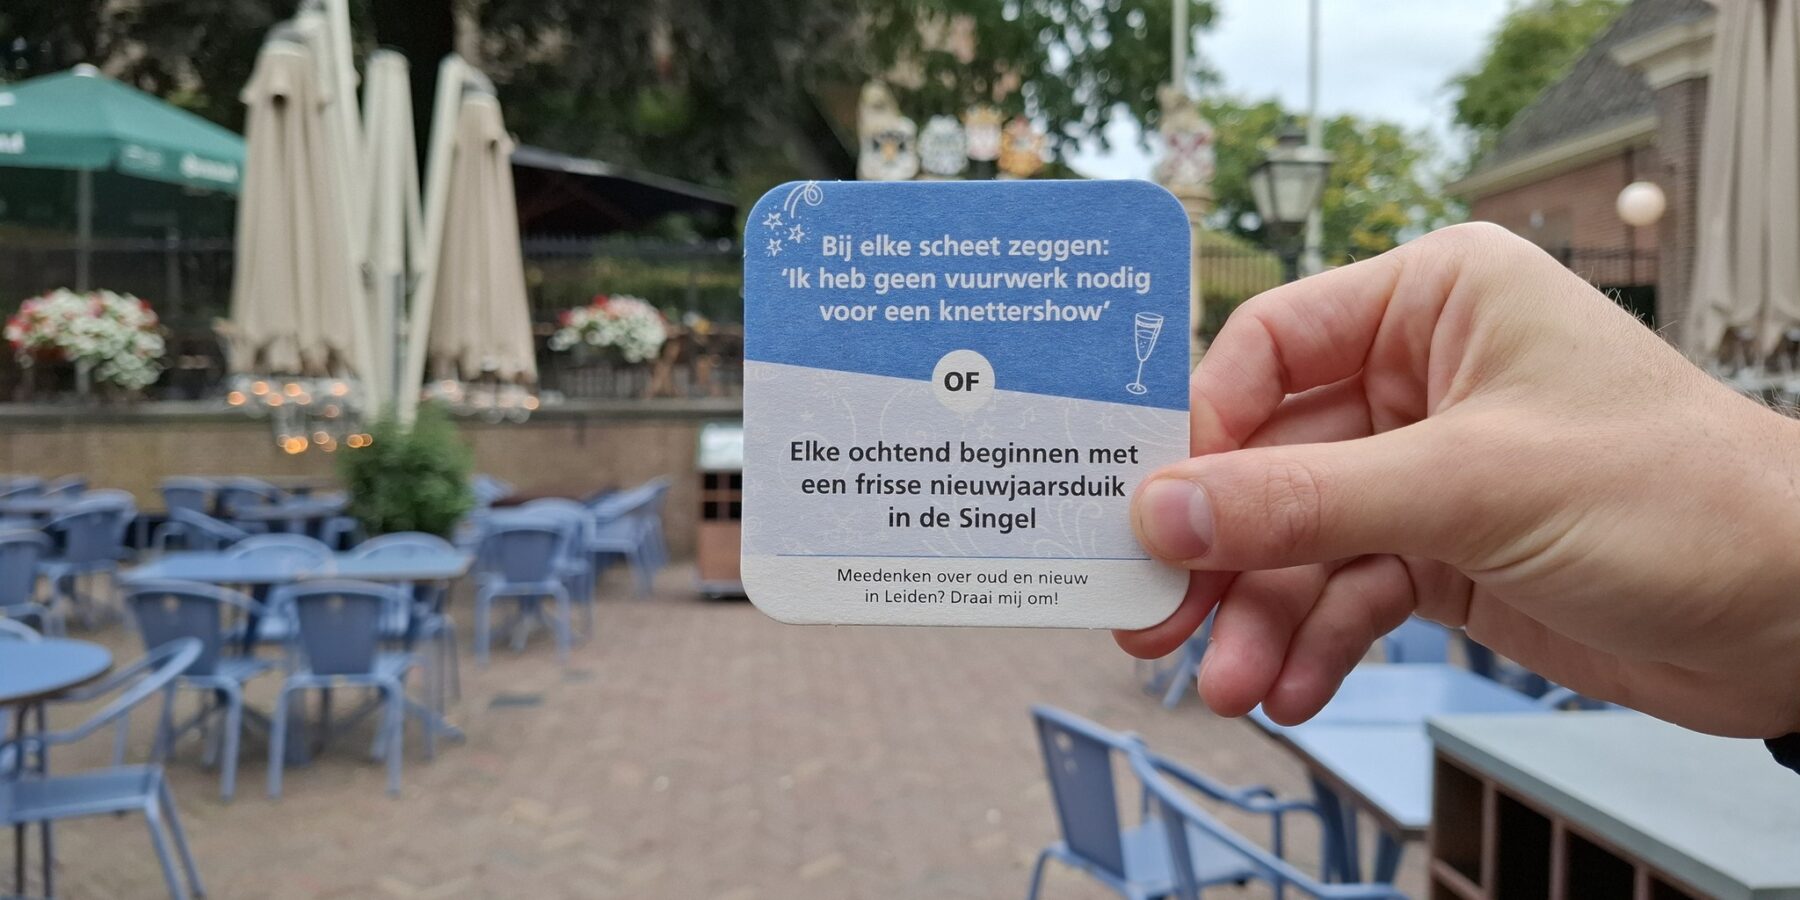 Bij elke scheet zeggen:
‘Ik heb geen vuurwerk nodig
voor een knettershow’
OF
Elke ochtend beginnen met
een frisse nieuwjaarsduik
in de Singel
Meedenken over oud en nieuw
in Leiden? Draai mij om!